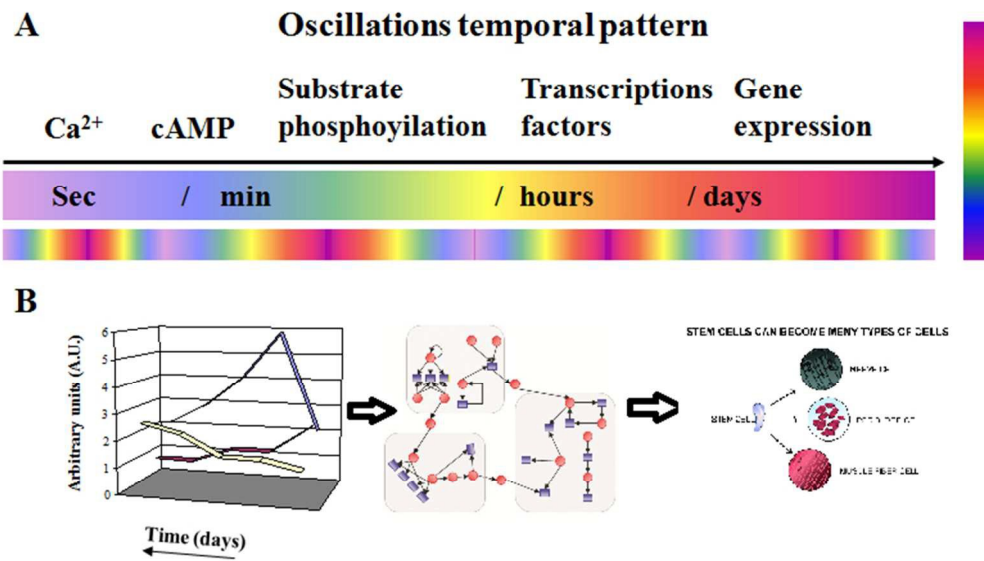 A
Oscillations temporal pattern
Ca²⁺
cAMP
Substrate
phosphoyilation
Transcriptions
factors
Gene
expression
Sec / min / hours / days
B
Arbitrary units (A.U.)
6
5
4
3
2
1
0
Time (days)
STEM CELLS CAN BECOME MENY TYPES OF CELLS
STEM CELL
MUSCLE FIBER CELL